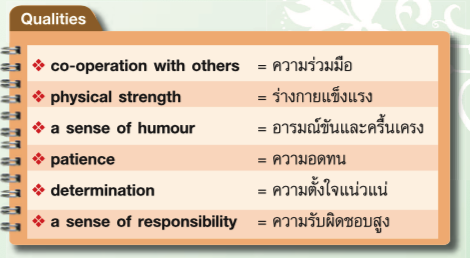 Qualities
❖ co-operation with others = ความร่วมมือ
❖ physical strength = ร่างกายแข็งแรง
❖ a sense of humour = อารมณ์ขันและครื้นเครง
❖ patience = ความอดทน
❖ determination = ความตั้งใจแน่วแน่
❖ a sense of responsibility = ความรับผิดชอบสูง